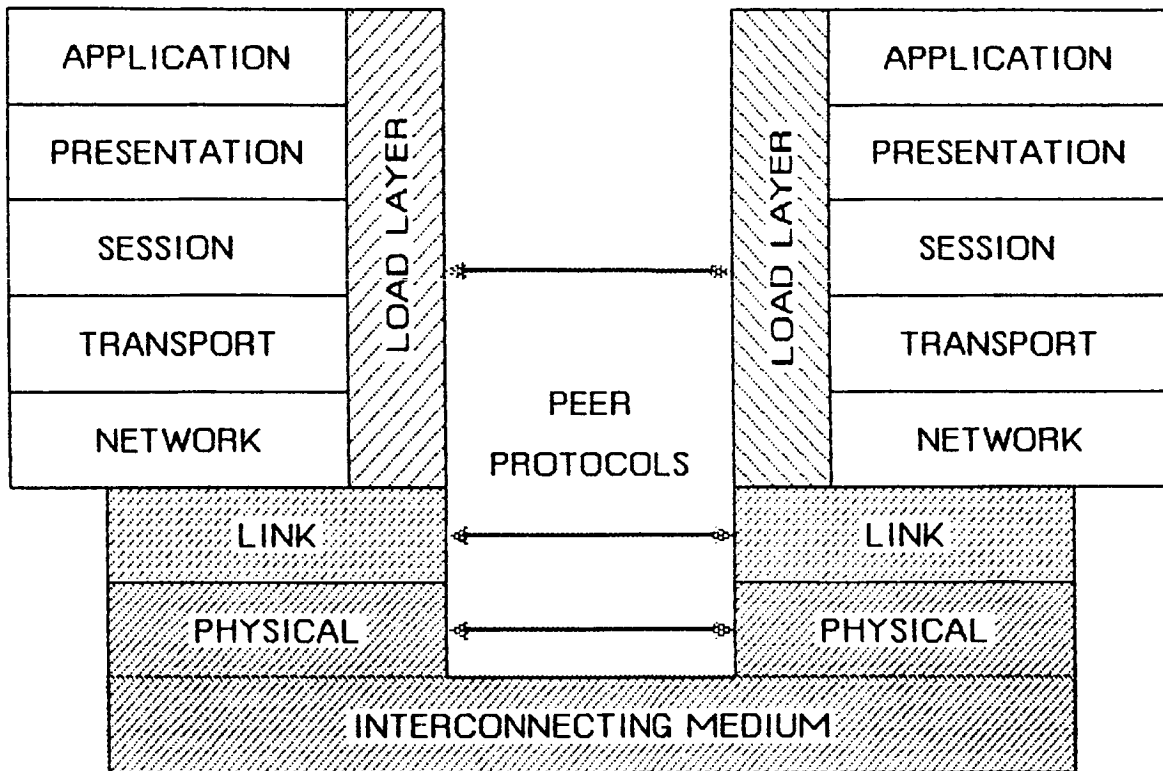 APPLICATION
PRESENTATION
SESSION
TRANSPORT
NETWORK
LOAD LAYER
LINK
PHYSICAL
PEER
PROTOCOLS
LOAD LAYER
APPLICATION
PRESENTATION
SESSION
TRANSPORT
NETWORK
LINK
PHYSICAL
INTERCONNECTING MEDIUM